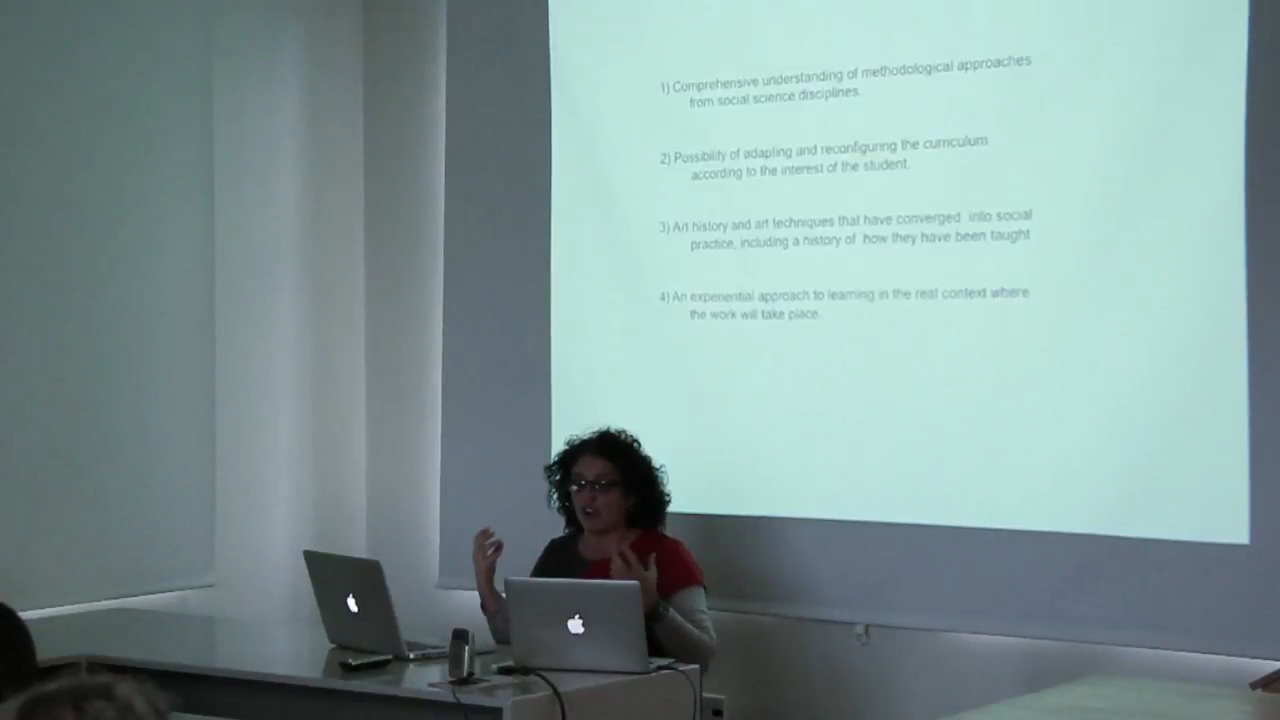 1) Comprehensive understanding of methodological approaches
from social science disciplines.
2) Possibility of adapting and reconfiguring the curriculum
according to the interest of the student.
3) Art history and art techniques that have converged into social
practice, including a history of how they have been taught
4) An experiential approach to learning in the real context where
the work will take place.